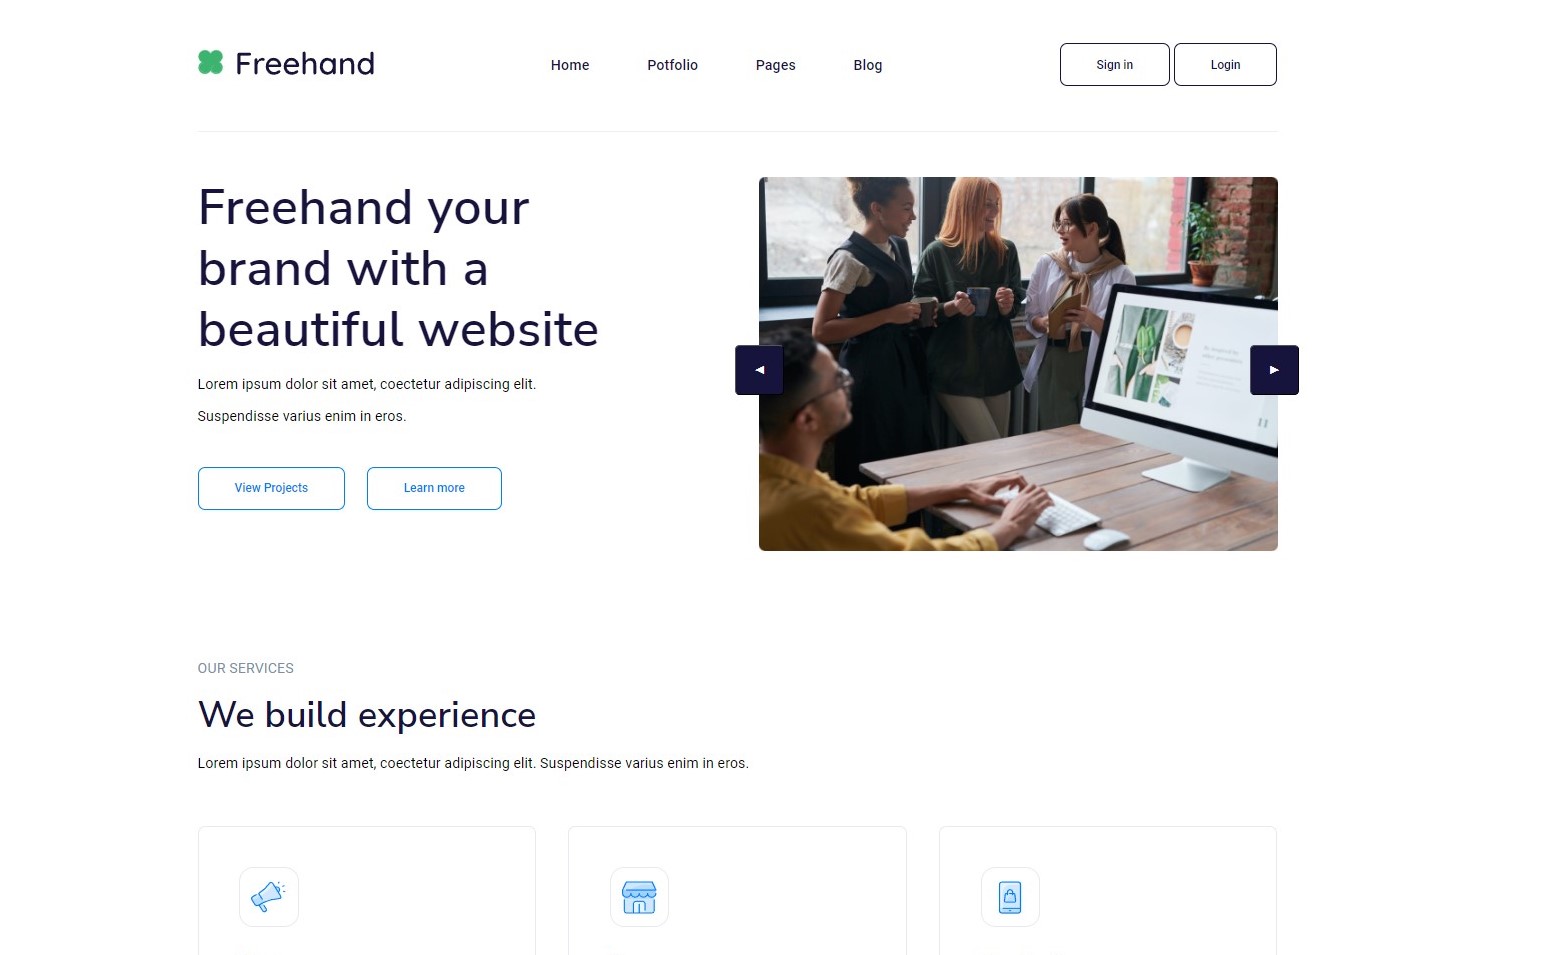 Freehand
Home
Potfolio
Pages
Blog
Sign in
Login
Freehand your
brand with a
beautiful website
Lorem ipsum dolor sit amet, coectetur adipiscing elit.
Suspendisse varius enim in eros.
View Projects
Learn more
OUR SERVICES
We build experience
Lorem ipsum dolor sit amet, coectetur adipiscing elit. Suspendisse varius enim in eros.